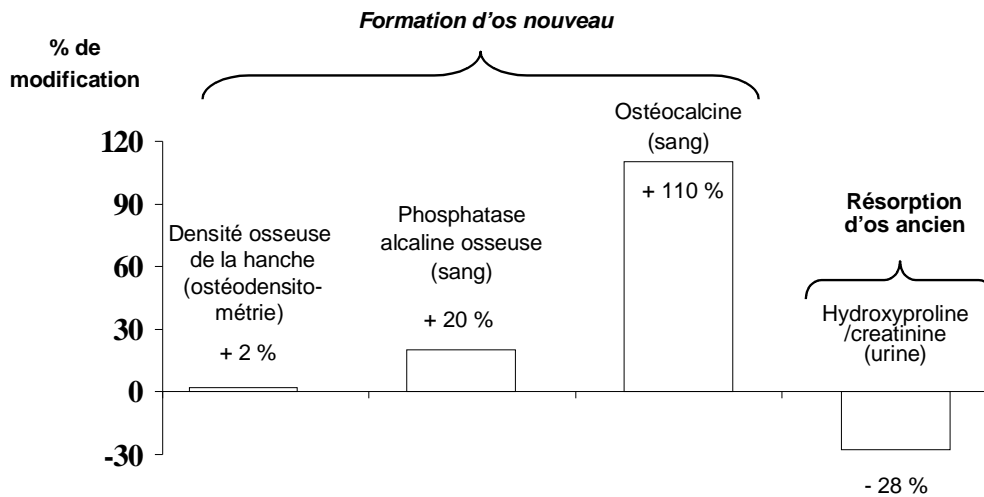 Formation d'os nouveau
% de
modification
Ostéocalcine
(sang)
+ 110 %
Phosphatase
alcaline osseuse
(sang)
+ 20 %
Densité osseuse
de la hanche
(ostéodensito-
métrie)
+ 2 %
Résorption
d'os ancien
Hydroxyproline
/creatinine
(urine)
- 28 %
120
90
60
30
0
-30